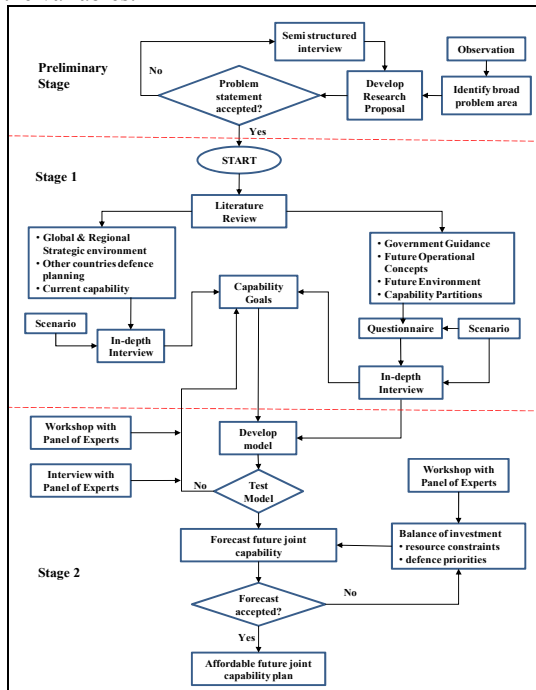 Preliminary
Stage
Semi structured
interview
Observation
No
Problem
statement
accepted?
Develop
Research
Proposal
Identify broad
problem area
Yes
START
Stage 1
Literature
Review
• Global & Regional
Strategic environment
• Other countries defence
planning
• Current capability
• Government Guidance
• Future Operational
Concepts
• Future Environment
• Capability Partitions
Capability
Goals
Scenario
In-depth
Interview
Questionnaire
Scenario
In-depth
Interview
Workshop with
Panel of Experts
Develop
model
Interview with
Panel of Experts
No
Test
Model
Workshop with
Panel of Experts
Forecast future joint
capability
Balance of investment
• resource constraints
• defence priorities
Stage 2
Forecast
accepted?
No
Yes
Affordable future joint
capability plan